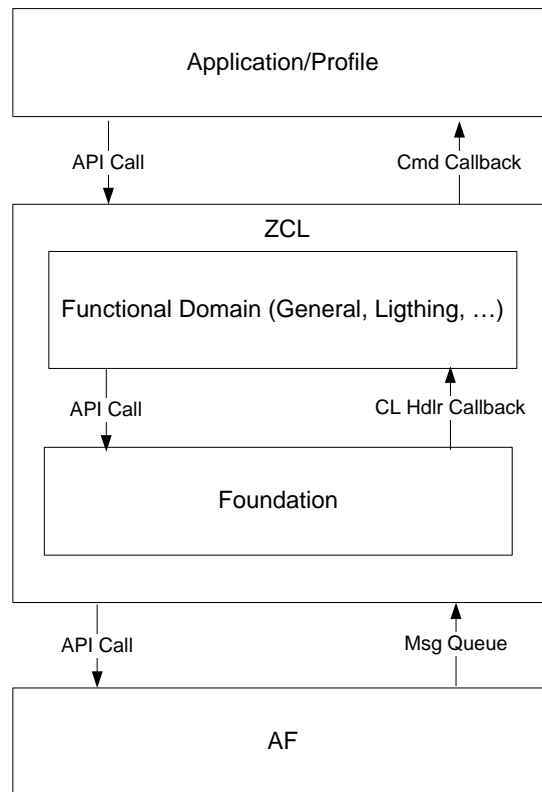 Application/Profile
API Call
Cmd Callback
ZCL
Functional Domain (General, Ligthing, …)
API Call
CL Hdlr Callback
Foundation
API Call
Msg Queue
AF